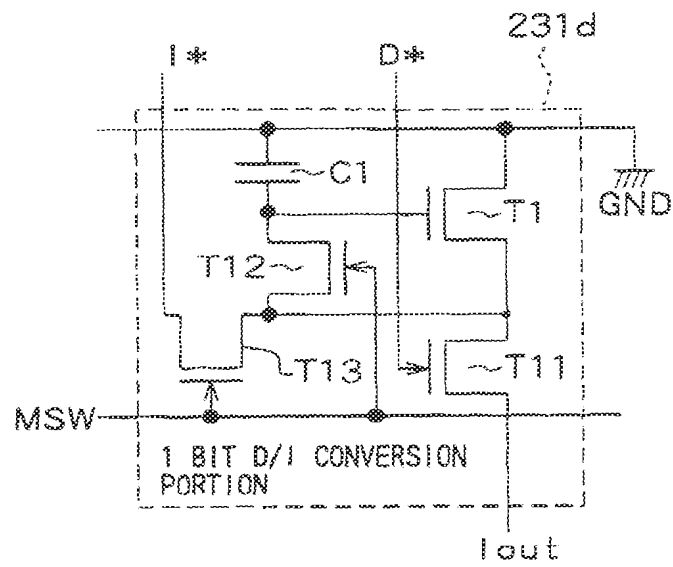 231d
I* D*
C1
T1
GND
T12
T13
T11
MSW
1 BIT D/I CONVERSION
PORTION
Iout